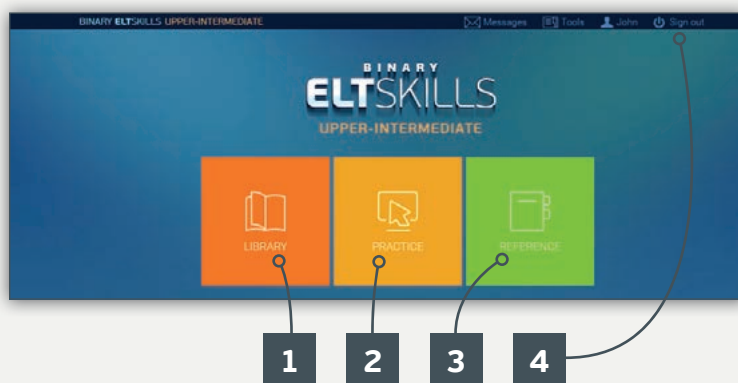 BINARY ELTSKILLS UPPER-INTERMEDIATE Messages Tools John Sign out
BINARY
ELTSKILLS
UPPER-INTERMEDIATE
LIBRARY PRACTICE REFERENCE
1 2 3 4